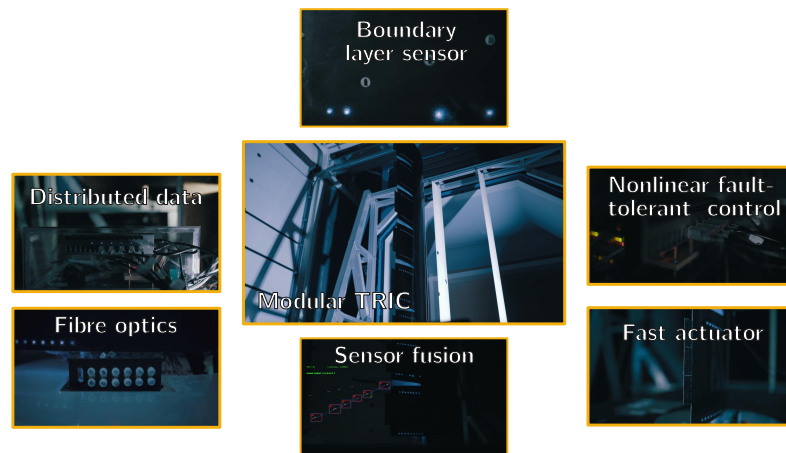 Boundary
layer sensor
Distributed data
Nonlinear fault-
tolerant control
Modular TRIC
Fibre optics
Sensor fusion
Fast actuator